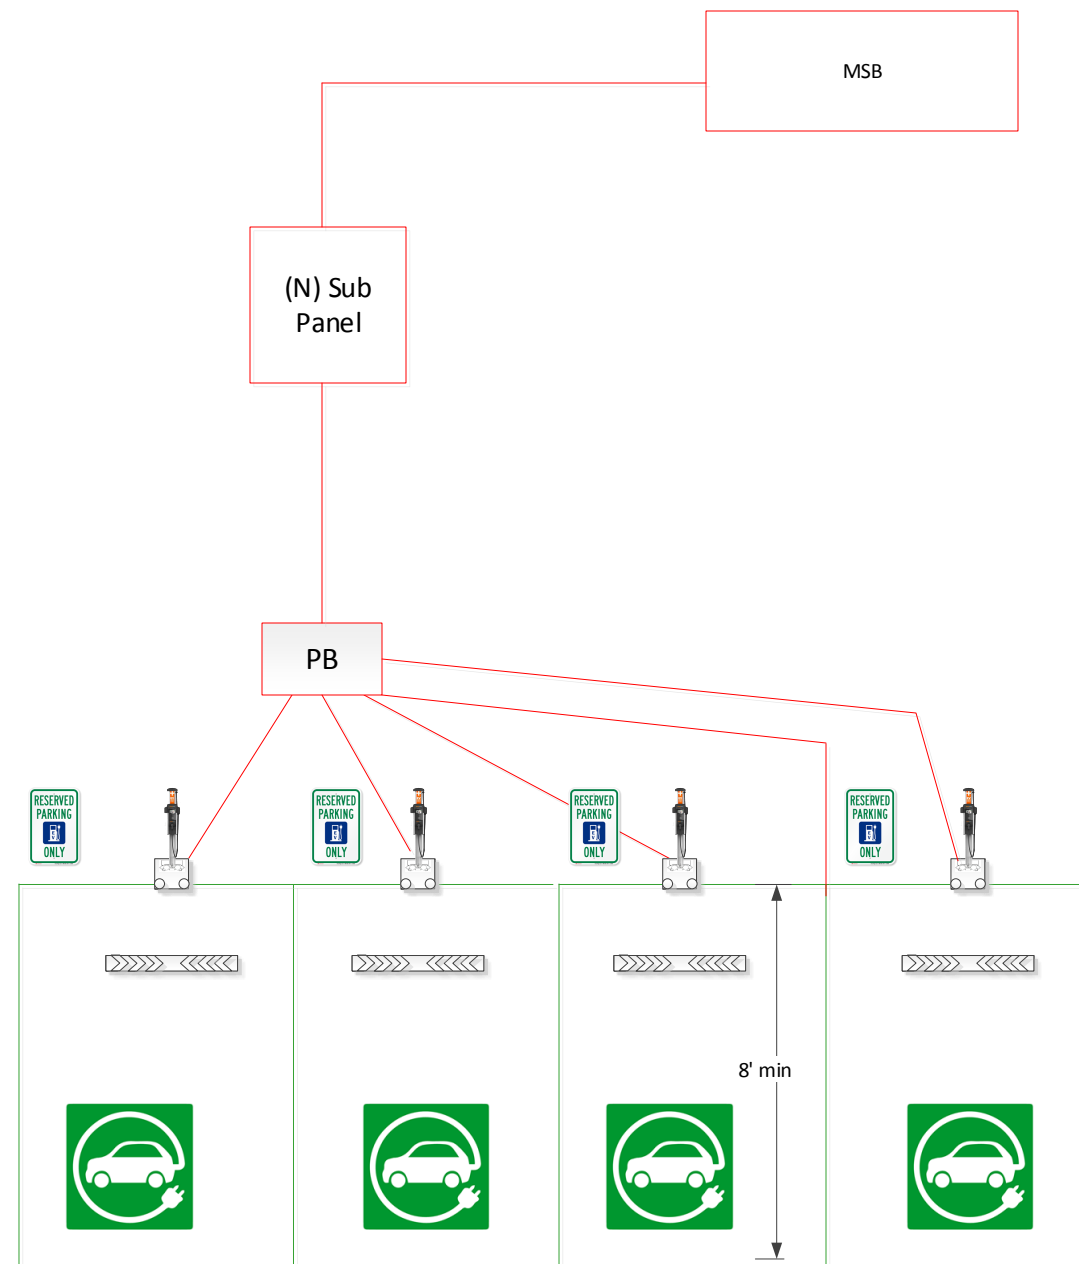 MSB
(N) Sub
Panel
PB
RESERVED
PARKING
ONLY
RESERVED
PARKING
ONLY
RESERVED
PARKING
ONLY
RESERVED
PARKING
ONLY
8' min